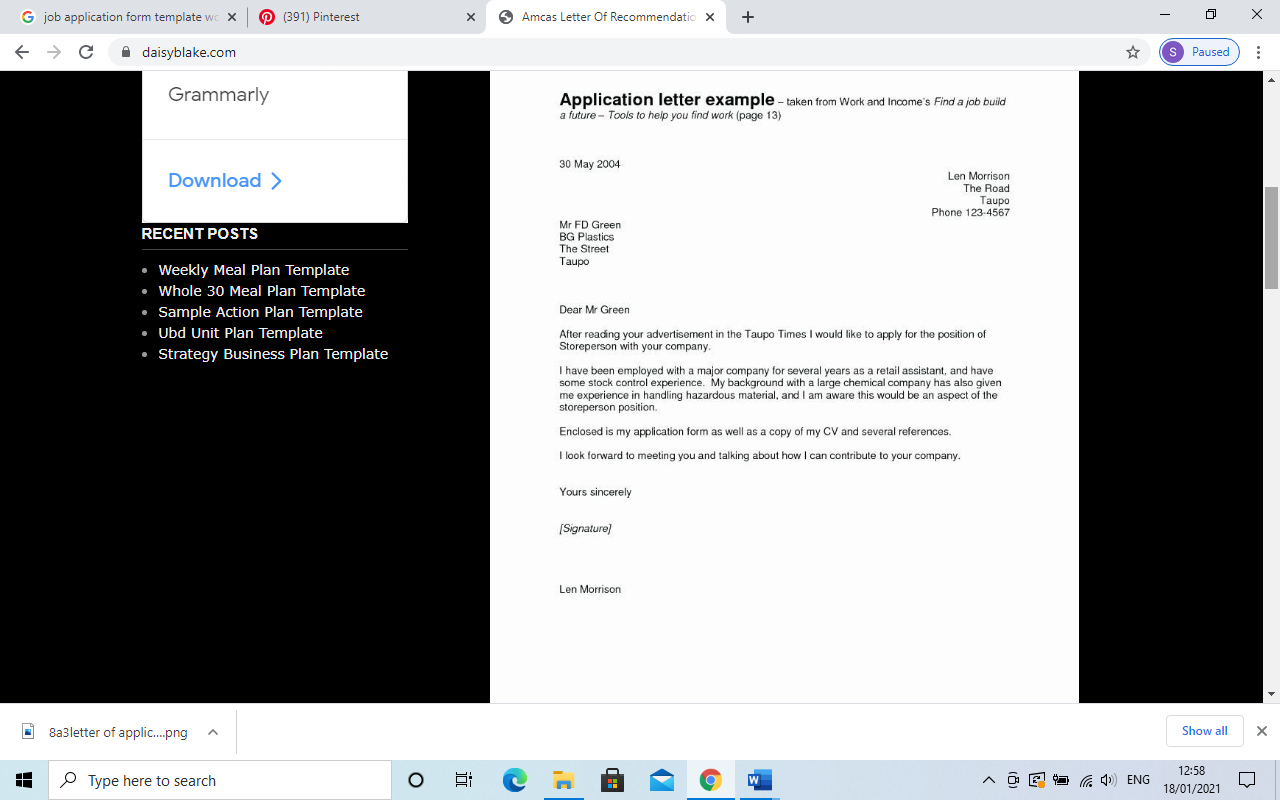 job application form template wo
(391) Pinterest
Amcas Letter Of Recommendatio
daisyblake.com
S Paused
Grammarly
Download
RECENT POSTS
Weekly Meal Plan Template
Whole 30 Meal Plan Template
Sample Action Plan Template
Ubd Unit Plan Template
Strategy Business Plan Template
Application letter example – taken from Work and Income's Find a job build
a future – Tools to help you find work (page 13)
30 May 2004
Len Morrison
The Road
Taupo
Phone 123-4567
Mr FD Green
BG Plastics
The Street
Taupo
Dear Mr Green
After reading your advertisement in the Taupo Times I would like to apply for the position of
Storeperson with your company.
I have been employed with a major company for several years as a retail assistant, and have
some stock control experience. My background with a large chemical company has also given
me experience in handling hazardous material, and I am aware this would be an aspect of the
storeperson position.
Enclosed is my application form as well as a copy of my CV and several references.
I look forward to meeting you and talking about how I can contribute to your company.
Yours sincerely
[Signature]
Len Morrison
8a3letter of applic....png
Show all
Type here to search
ENG
12:58
18/01/2021